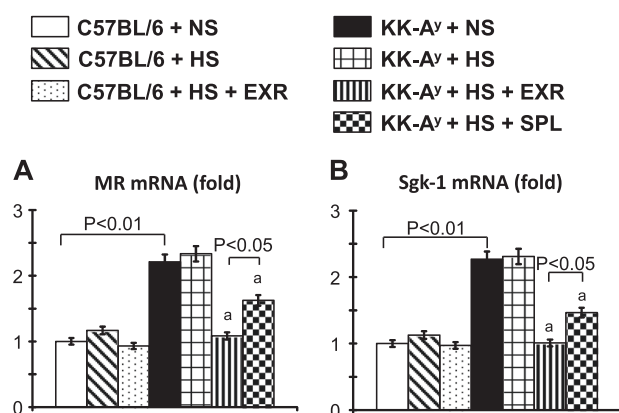 C57BL/6 + NS
C57BL/6 + HS
C57BL/6 + HS + EXR
KK-Aʸ + NS
KK-Aʸ + HS
KK-Aʸ + HS + EXR
KK-Aʸ + HS + SPL
A
MR mRNA (fold)
3
2
1
0
P<0.01
P<0.05
a
a
B
Sgk-1 mRNA (fold)
3
2
1
0
P<0.01
P<0.05
a
a